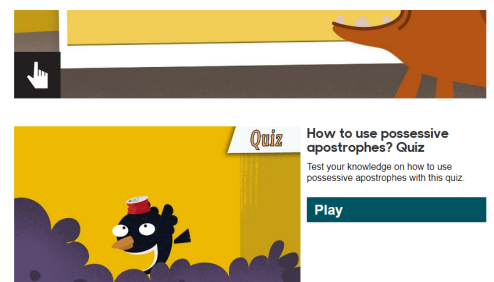 Quiz
How to use possessive
apostrophes? Quiz
Test your knowledge on how to use
possessive apostrophes with this quiz.
Play